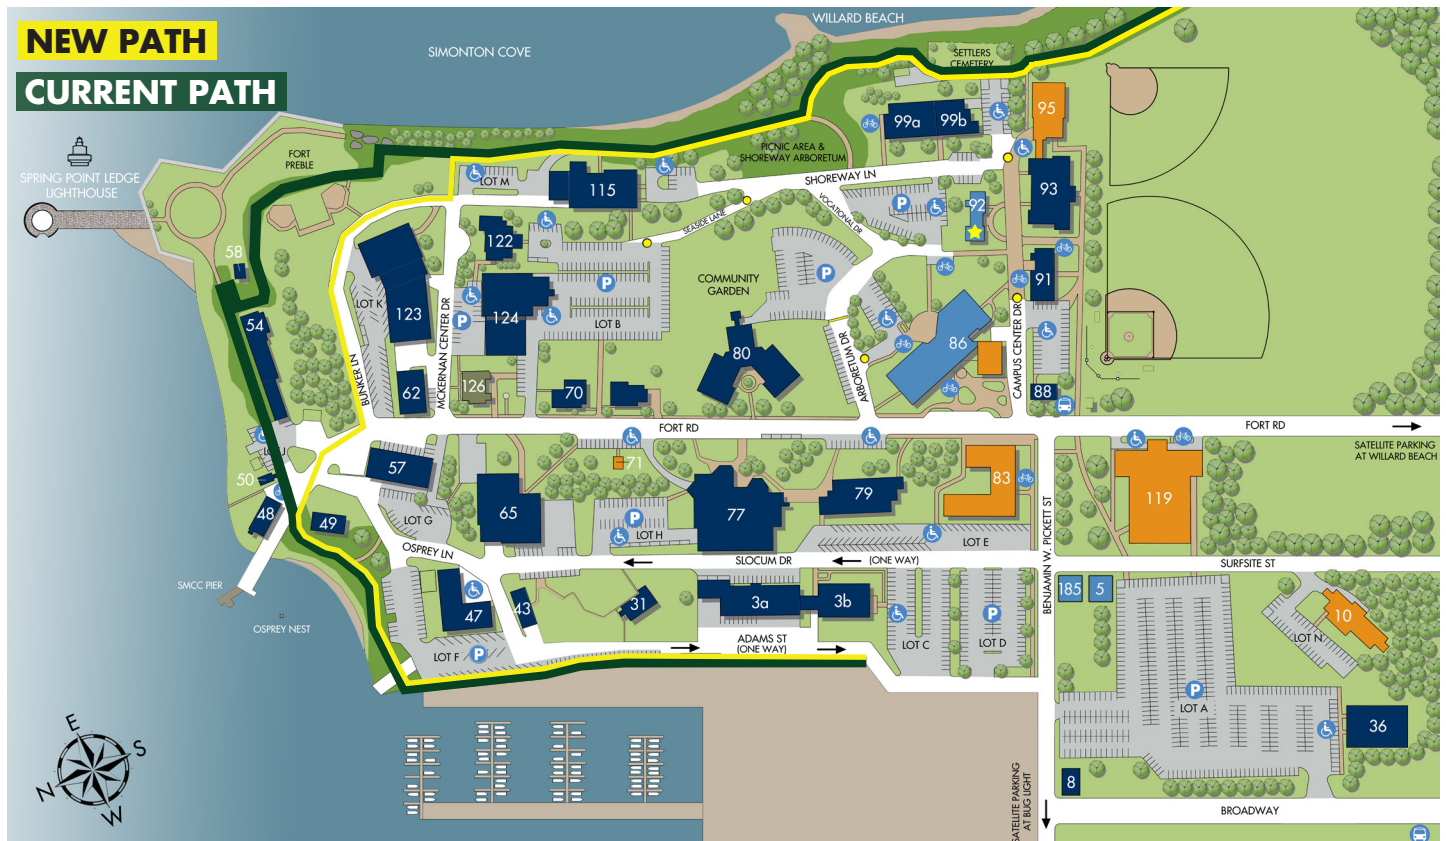 NEW PATH
CURRENT PATH
WILLARD BEACH
SIMONTON COVE
SETTLERS
CEMETERY
95
99a
99b
FORT
PREBLE
PICNIC AREA &
SHOREWAY ARBORETUM
SPRING POINT LEDGE
LIGHTHOUSE
LOT M
115
SHOREWAY LN
93
P
92
VOCATIONAL DR
SEASIDE LANE
122
58
91
COMMUNITY
GARDEN
P
P
LOT K
123
P
124
LOT B
MCKERNAN CENTER DR
BUNKER LN
54
80
ARBORETUM DR
86
CAMPUS CENTER DR
62
126
70
88
FORT RD
FORT RD
SATELLITE PARKING
AT WILLARD BEACH
LOT J
50
57
71
48
49
65
77
79
83
119
LOT G
P
LOT H
LOT E
OSPREY LN
SLOCUM DR
(ONE WAY)
SURFSITE ST
BENJAMIN W. PICKETT ST
SMCC PIER
OSPREY NEST
47
43
31
3a
3b
P
185
5
10
LOT N
LOT F
P
ADAMS ST
(ONE WAY)
LOT C
LOT D
P
LOT A
36
E
S
N
W
8
SATELLITE PARKING
AT BUG LIGHT
BROADWAY